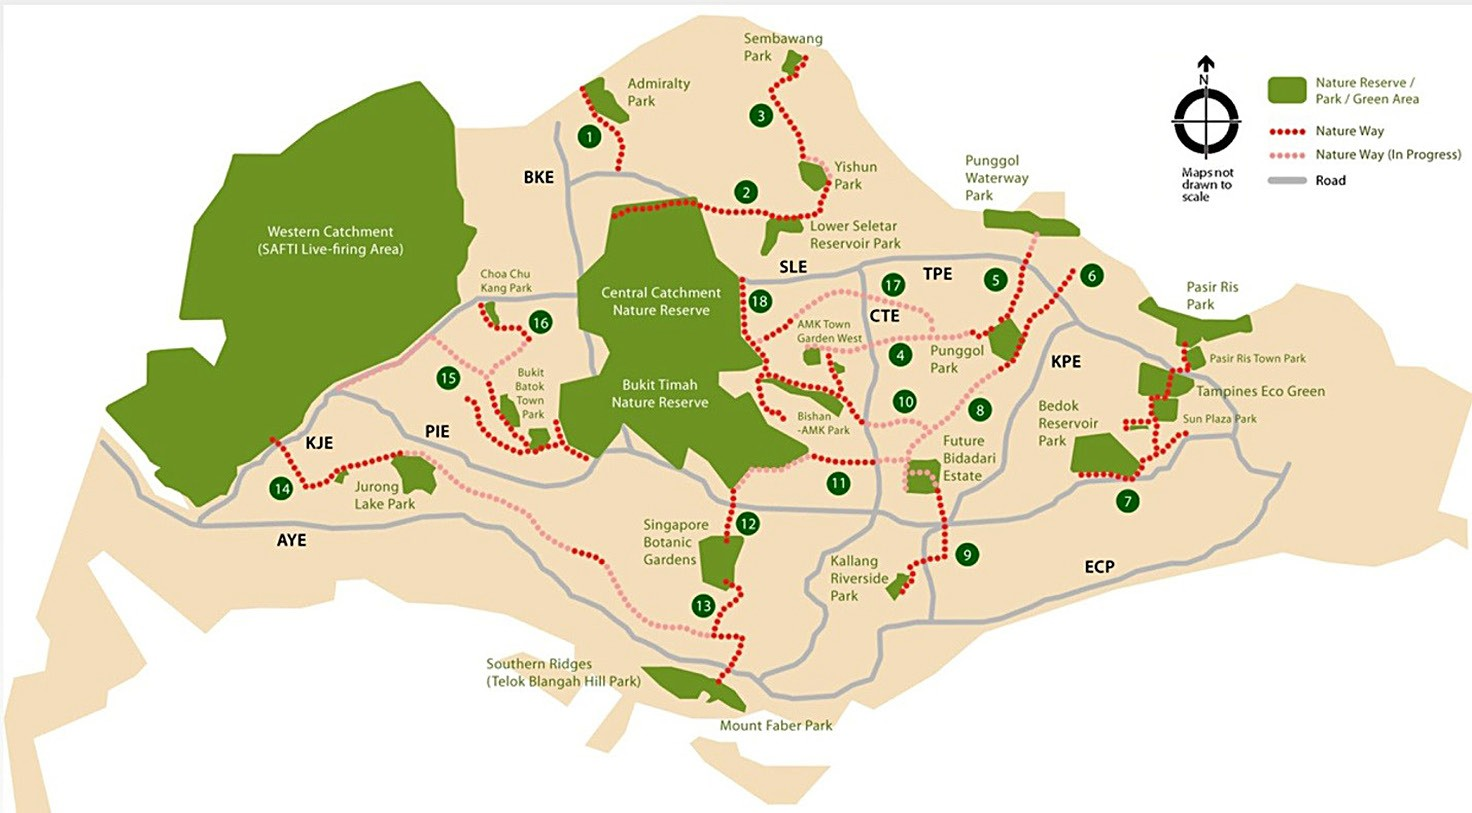 Sembawang
Park
Admiralty
Park
3
1
N
Maps not
drawn to
scale
Nature Reserve /
Park / Green Area
Nature Way
Nature Way (In Progress)
Road
BKE
2
Yishun
Park
Punggol
Waterway
Park
Western Catchment
(SAFTI Live-firing Area)
Lower Seletar
Reservoir Park
SLE
TPE
5
6
17
18
Choa Chu
Kang Park
16
Central Catchment
Nature Reserve
CTE
AMK Town
Garden West
4
Punggol
Park
KPE
Pasir Ris
Park
Pasir Ris Town Park
Tampines Eco Green
Sun Plaza Park
15
Bukit
Batok
Town
Park
Bukit Timah
Nature Reserve
10
8
Bishan
-AMK Park
Bedok
Reservoir
Park
KJE
PIE
Future
Bidadari
Estate
14
Jurong
Lake Park
11
7
AYE
12
Singapore
Botanic
Gardens
9
Kallang
Riverside
Park
ECP
13
Southern Ridges
(Telok Blangah Hill Park)
Mount Faber Park